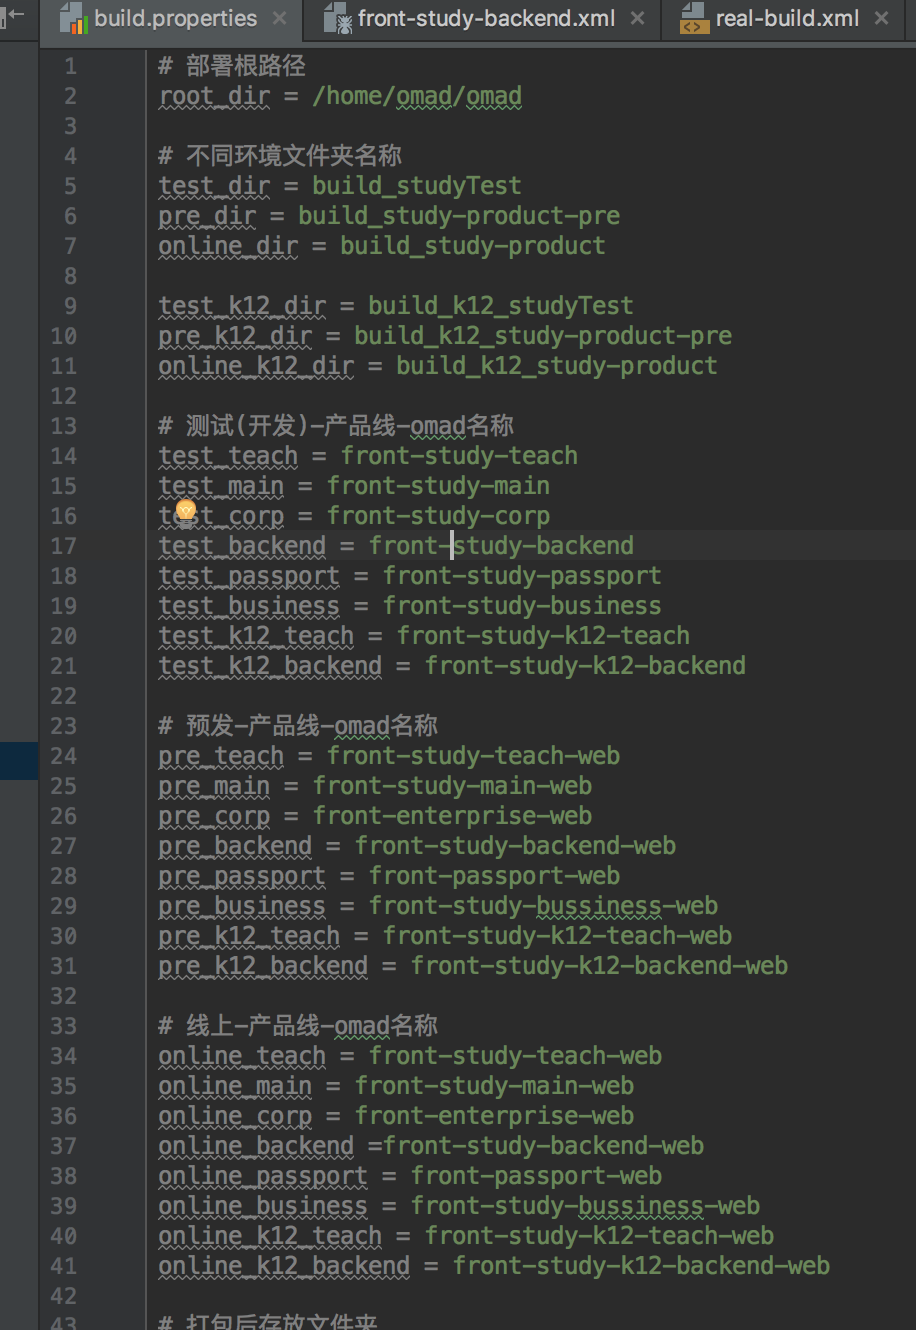 build.properties × front-study-backend.xml × real-build.xml ×
1 # 部署根路径
2 root_dir = /home/omad/omad
3
4 # 不同环境文件夹名称
5 test_dir = build_studyTest
6 pre_dir = build_study-product-pre
7 online_dir = build_study-product
8
9 test_k12_dir = build_k12_studyTest
10 pre_k12_dir = build_k12_study-product-pre
11 online_k12_dir = build_k12_study-product
12
13 # 测试(开发)-产品线-omad名称
14 test_teach = front-study-teach
15 test_main = front-study-main
16 test_corp = front-study-corp
17 test_backend = front-study-backend
18 test_passport = front-study-passport
19 test_business = front-study-business
20 test_k12_teach = front-study-k12-teach
21 test_k12_backend = front-study-k12-backend
22
23 # 预发-产品线-omad名称
24 pre_teach = front-study-teach-web
25 pre_main = front-study-main-web
26 pre_corp = front-enterprise-web
27 pre_backend = front-study-backend-web
28 pre_passport = front-passport-web
29 pre_business = front-study-bussiness-web
30 pre_k12_teach = front-study-k12-teach-web
31 pre_k12_backend = front-study-k12-backend-web
32
33 # 线上-产品线-omad名称
34 online_teach = front-study-teach-web
35 online_main = front-study-main-web
36 online_corp = front-enterprise-web
37 online_backend =front-study-backend-web
38 online_passport = front-passport-web
39 online_business = front-study-bussiness-web
40 online_k12_teach = front-study-k12-teach-web
41 online_k12_backend = front-study-k12-backend-web
42
43 # 打包后存放文件夹